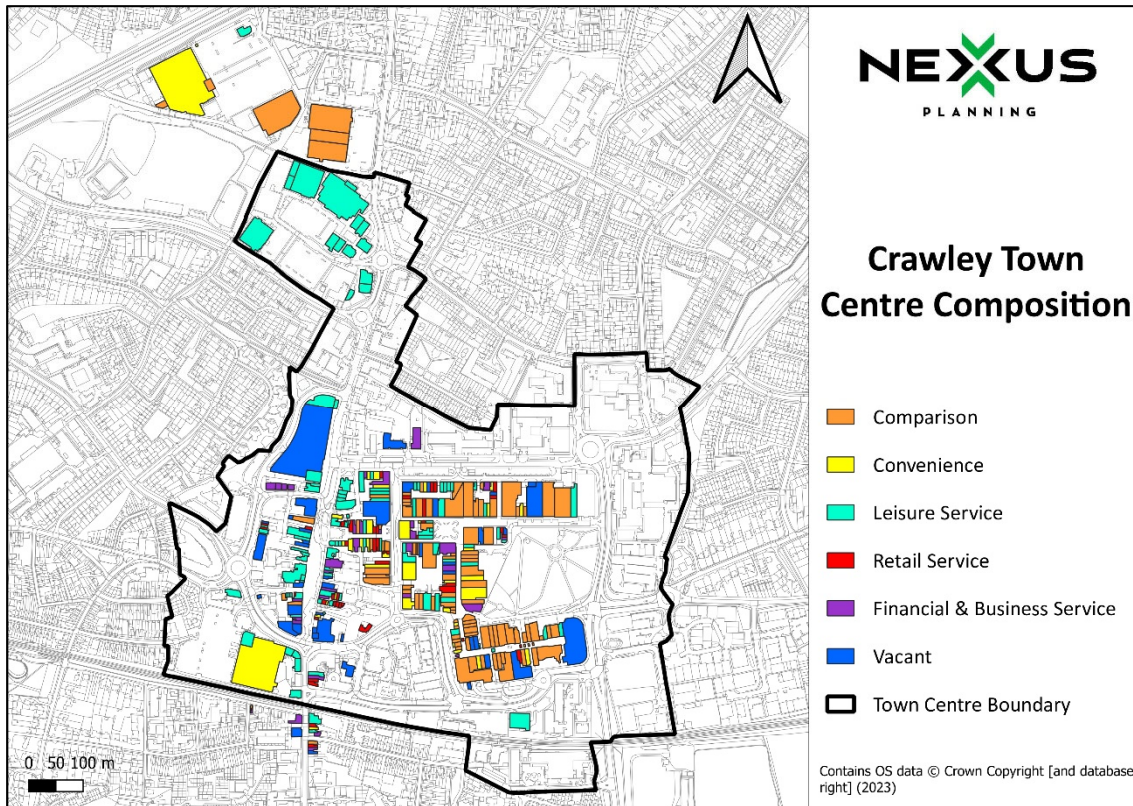 NEXUS
PLANNING
Crawley Town
Centre Composition
Comparison
Convenience
Leisure Service
Retail Service
Financial & Business Service
Vacant
Town Centre Boundary
0 50 100 m
Contains OS data © Crown Copyright [and database
right] (2023)